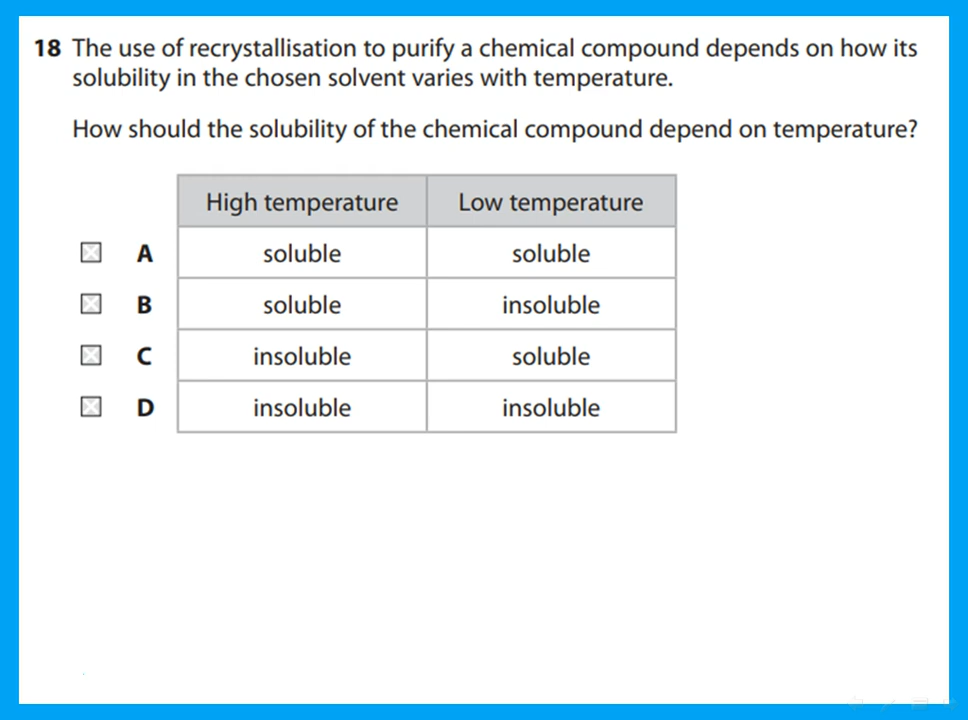 18 The use of recrystallisation to purify a chemical compound depends on how its
solubility in the chosen solvent varies with temperature.
How should the solubility of the chemical compound depend on temperature?
High temperature Low temperature
A soluble soluble
B soluble insoluble
C insoluble soluble
D insoluble insoluble